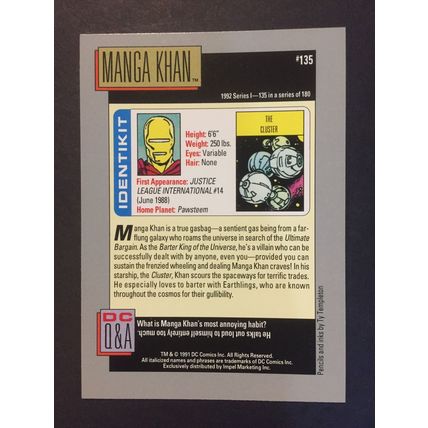 MANGA KHAN™
#135
1992 Series I—135 in a series of 180
IDENTIKIT
Height: 6'6"
Weight: 250 lbs.
Eyes: Variable
Hair: None
First Appearance: JUSTICE
LEAGUE INTERNATIONAL #14
(June 1988)
Home Planet: Pawsteem
THE
CLUSTER
Manga Khan is a true gasbag—a sentient gas being from a far-
flung galaxy who roams the universe in search of the Ultimate
Bargain. As the Barter King of the Universe, he's a villain who can be
successfully dealt with by anyone, even you—provided you can
sustain the frenzied wheeling and dealing Manga Khan craves! In his
starship, the Cluster, Khan scours the spaceways for terrific trades.
He especially loves to barter with Earthlings, who are known
throughout the cosmos for their gullibility.
DC
Q&A
What is Manga Khan's most annoying habit?
He talks out loud to himself entirely too much.
TM & © 1991 DC Comics Inc. All Rights Reserved.
All italicized names and phrases are trademarks of DC Comics Inc.
Exclusively distributed by Impel Marketing Inc.
Pencils and inks by Ty Templeton